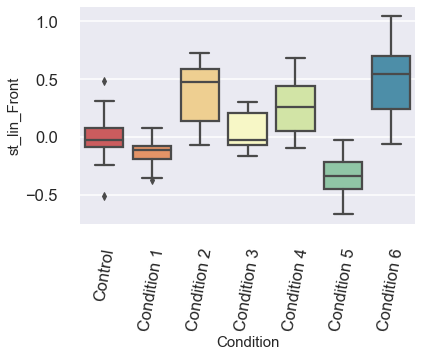 1.0
0.5
0.0
−0.5
st_lin_Front
Control
Condition 1
Condition 2
Condition 3
Condition 4
Condition 5
Condition 6
Condition